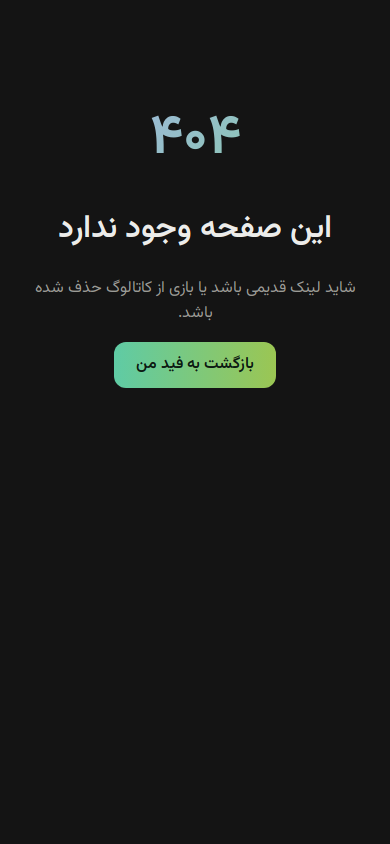 ۴۰۴
این صفحه وجود ندارد
شاید لینک قدیمی باشد یا بازی از کاتالوگ حذف شده
باشد.
بازگشت به فید من